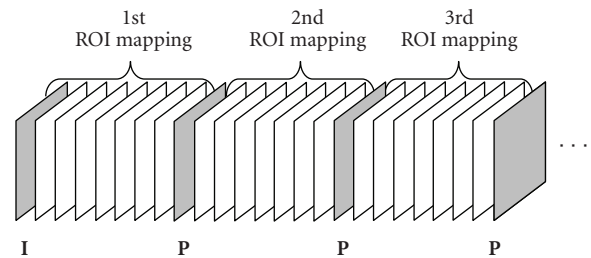 1st
ROI mapping
2nd
ROI mapping
3rd
ROI mapping
. . .
I P P P